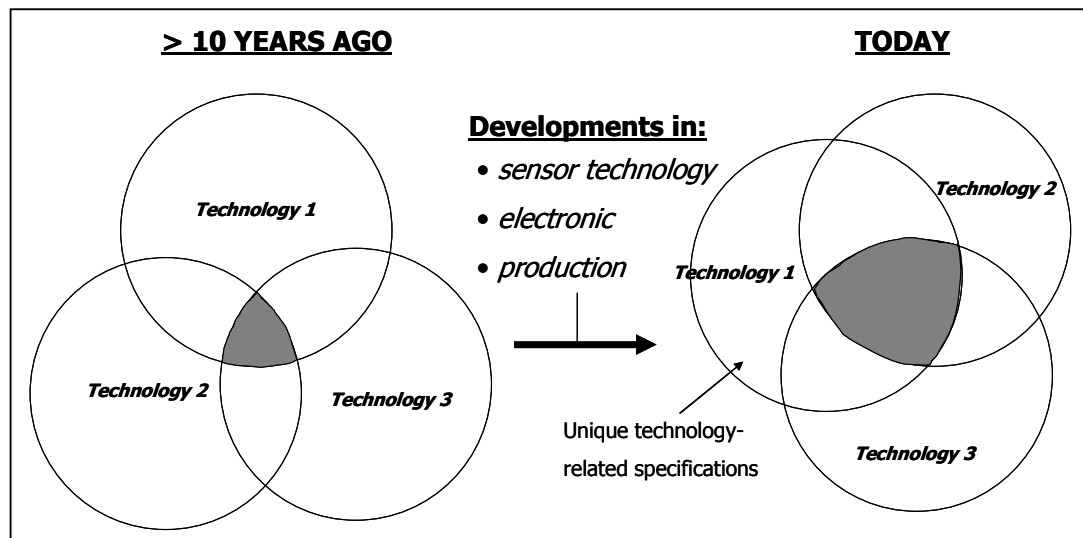 > 10 YEARS AGO
Technology 1
Technology 2
Technology 3
Developments in:
• sensor technology
• electronic
• production
TODAY
Technology 2
Technology 1
Technology 3
Unique technology-
related specifications